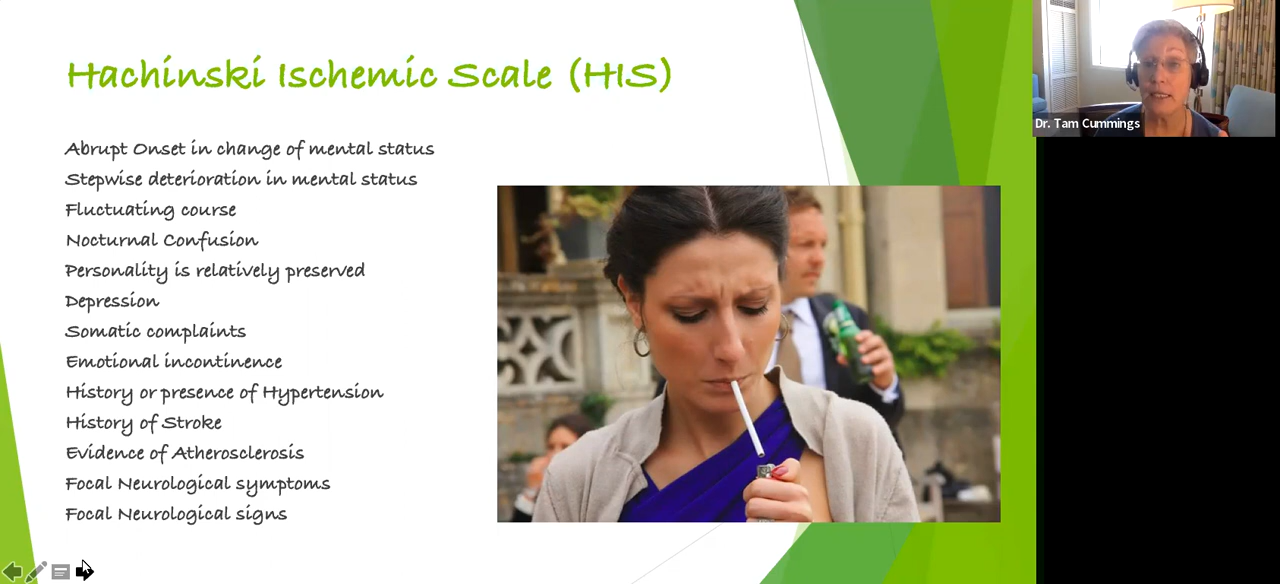 Hachinski Ischemic Scale (HIS)
Abrupt Onset in change of mental status
Stepwise deterioration in mental status
Fluctuating course
Nocturnal Confusion
Personality is relatively preserved
Depression
Somatic complaints
Emotional incontinence
History or presence of Hypertension
History of Stroke
Evidence of Atherosclerosis
Focal Neurological symptoms
Focal Neurological signs
Dr. Tam Cummings